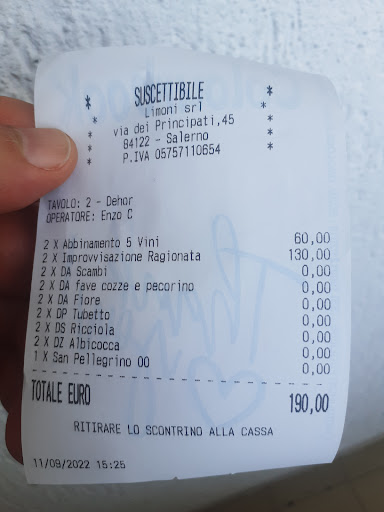 SUSCETTIBILE
Limoni srl
via dei Principati,45
84122 - Salerno
P.IVA 05757110654
TAVOLO: 2 - Dehor
OPERATORE: Enzo C
2 X Abbinamento 5 Vini 60,00
2 X Improvvisazione Ragionata 130,00
2 X DA Scambi 0,00
2 X DA fave cozze e pecorino 0,00
2 X DA Fiore 0,00
2 X DP Tubetto 0,00
2 X DS Ricciola 0,00
2 X DZ Albicocca 0,00
1 X San Pellegrino 00 0,00
TOTALE EURO 190,00
RITIRARE LO SCONTRINO ALLA CASSA
11/09/2022 15:25